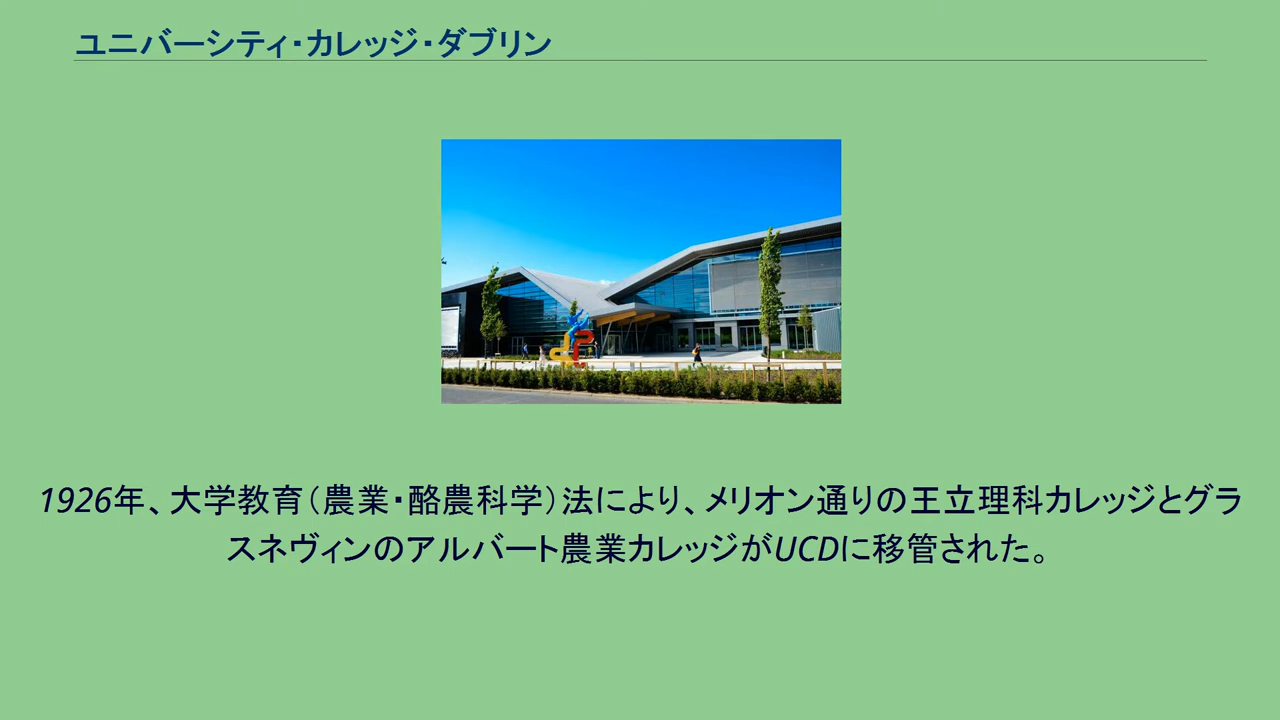 ユニバーシティ・カレッジ・ダブリン
1926年、大学教育(農業・酪農科学)法により、メリオン通りの王立理科カレッジとグラ
スネヴィンのアルバート農業カレッジがUCDに移管された。